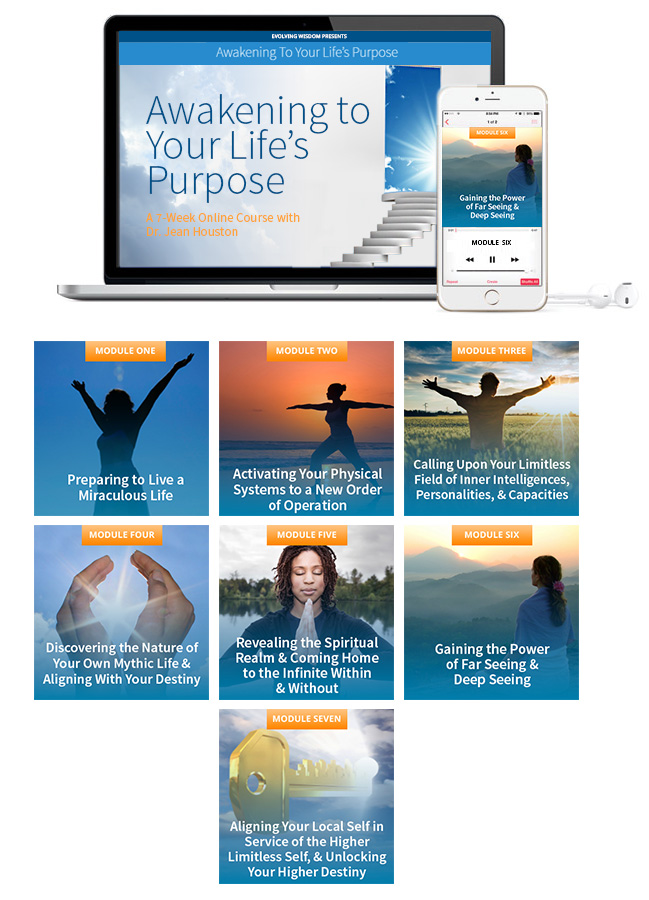 EVOLVING WISDOM PRESENTS
Awakening To Your Life's Purpose
Awakening to
Your Life's
Purpose
A 7-Week Online Course with
Dr. Jean Houston
1 of 2
MODULE SIX
Gaining the Power
of Far Seeing &
Deep Seeing
MODULE SIX
Repeat
Create
Shuffle All
MODULE ONE
Preparing to Live a
Miraculous Life
MODULE TWO
Activating Your Physical
Systems to a New Order
of Operation
MODULE THREE
Calling Upon Your Limitless
Field of Inner Intelligences,
Personalities, & Capacities
MODULE FOUR
Discovering the Nature of
Your Own Mythic Life &
Aligning With Your Destiny
MODULE FIVE
Revealing the Spiritual
Realm & Coming Home
to the Infinite Within
& Without
MODULE SIX
Gaining the Power
of Far Seeing &
Deep Seeing
MODULE SEVEN
Aligning Your Local Self in
Service of the Higher
Limitless Self, & Unlocking
Your Higher Destiny